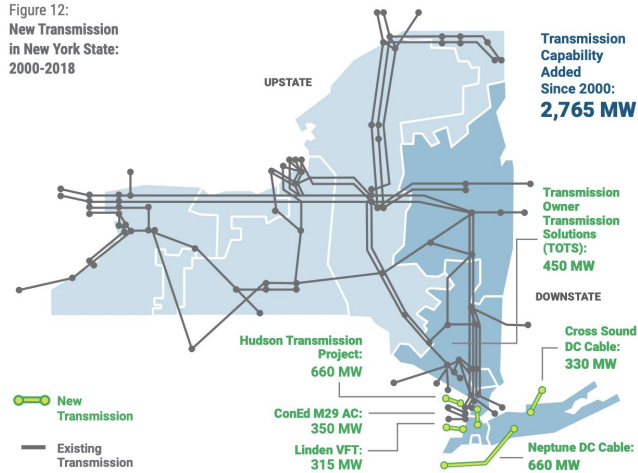 Figure 12:
New Transmission
in New York State:
2000-2018
UPSTATE
Transmission
Capability
Added
Since 2000:
2,765 MW
Transmission
Owner
Transmission
Solutions
(TOTS):
450 MW
DOWNSTATE
Cross Sound
DC Cable:
330 MW
Hudson Transmission
Project:
660 MW
ConEd M29 AC:
350 MW
Linden VFT:
315 MW
Neptune DC Cable:
660 MW
New
Transmission
Existing
Transmission